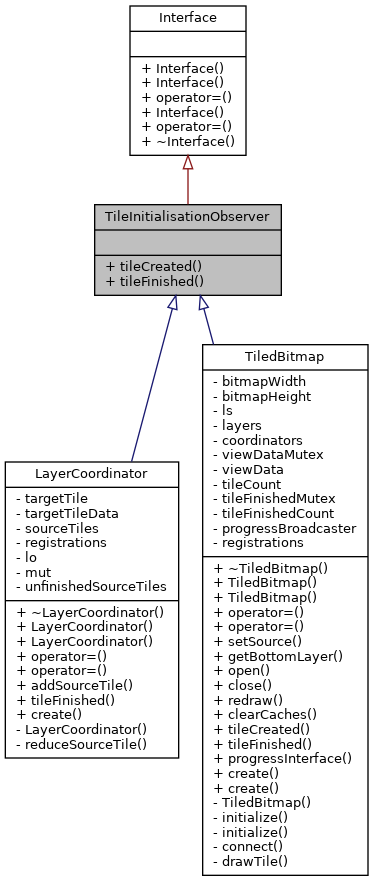 Interface
+ Interface()
+ Interface()
+ operator=()
+ Interface()
+ operator=()
+ ~Interface()
TileInitialisationObserver
+ tileCreated()
+ tileFinished()
LayerCoordinator
- targetTile
- targetTileData
- sourceTiles
- registrations
- lo
- mut
- unfinishedSourceTiles
+ ~LayerCoordinator()
+ LayerCoordinator()
+ LayerCoordinator()
+ operator=()
+ operator=()
+ addSourceTile()
+ tileFinished()
+ create()
- LayerCoordinator()
- reduceSourceTile()
TiledBitmap
- bitmapWidth
- bitmapHeight
- ls
- layers
- coordinators
- viewDataMutex
- viewData
- tileCount
- tileFinishedMutex
- tileFinishedCount
- progressBroadcaster
- registrations
+ ~TiledBitmap()
+ TiledBitmap()
+ TiledBitmap()
+ operator=()
+ operator=()
+ setSource()
+ getBottomLayer()
+ open()
+ close()
+ redraw()
+ clearCaches()
+ tileCreated()
+ tileFinished()
+ progressInterface()
+ create()
+ create()
- TiledBitmap()
- initialize()
- initialize()
- connect()
- drawTile()